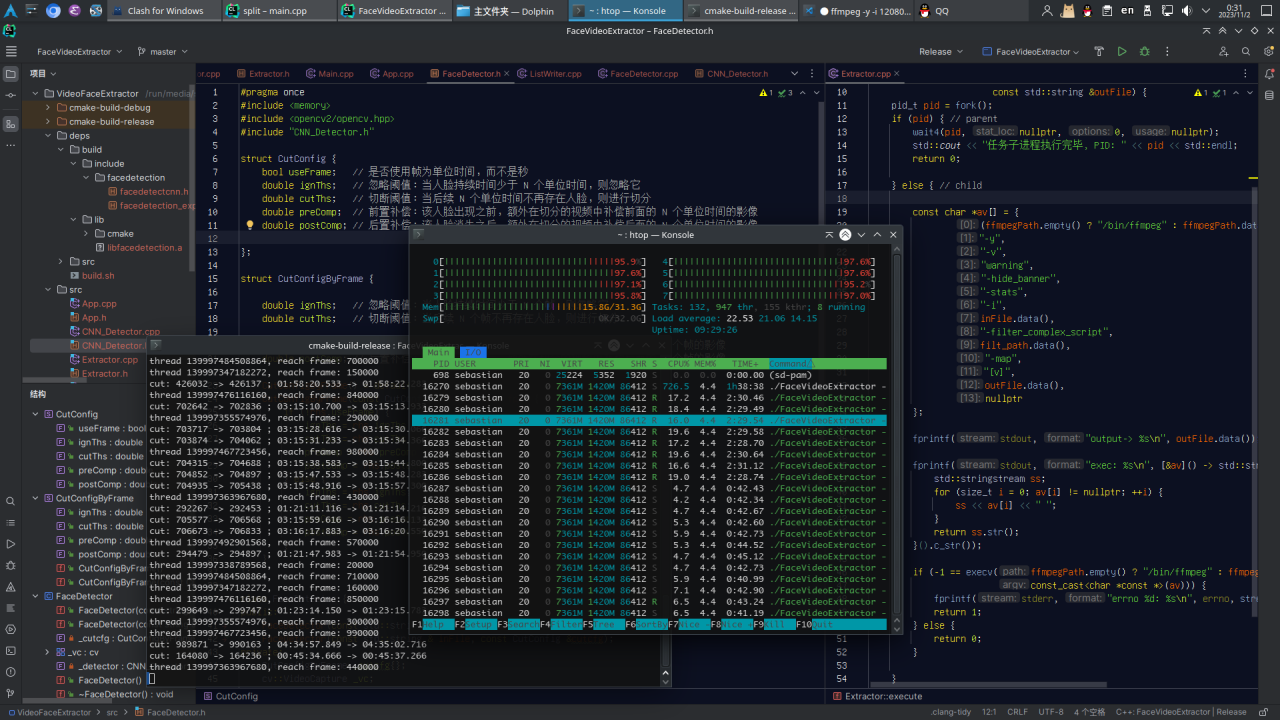 Clash for Windows
split – main.cpp
FaceVideoExtractor ...
主文件夹 — Dolphin
~ : htop — Konsole
cmake-build-release ...
ffmpeg -y -i 12080...
QQ
en
0:31
2023/11/2
FaceVideoExtractor – FaceDetector.h
FaceVideoExtractor
master
Release
FaceVideoExtractor
项目
Extractor.h
Main.cpp
App.cpp
FaceDetector.h
ListWriter.cpp
FaceDetector.cpp
CNN_Detector.h
Extractor.cpp
VideoFaceExtractor /run/media/
cmake-build-debug
cmake-build-release
deps
build
include
facedetection
facedetectcnn.h
facedetection_exp
lib
cmake
libfacedetection.a
src
build.sh
src
App.cpp
App.h
CNN_Detector.cpp
CNN_Detector.h
Extractor.cpp
Extractor.h
结构
CutConfig
useFrame : bool
ignThs : double
cutThs : double
preComp : double
postComp : double
CutConfigByFrame
ignThs : double
cutThs : double
preComp : double
postComp : double
CutConfigByFram
CutConfigByFram
FaceDetector
FaceDetector(co
FaceDetector(co
_cutcfg : CutCon
_vc: cv
_detector : CNN
FaceDetector()
~FaceDetector() : void
1 #pragma once
2 #include <memory>
3 #include <opencv2/opencv.hpp>
4 #include "CNN_Detector.h"
5
6 struct CutConfig {
7 bool useFrame; // 是否使用帧为单位时间，而不是秒
8 double ignThs; // 忽略阈值：当人脸持续时间少于 N 个单位时间，则忽略它
9 double cutThs; // 切断阈值：当后续 N 个单位时间不再存在人脸，则进行切分
10 double preComp; // 前置补偿：该人脸出现之前，额外在切分的视频中补偿前面的 N 个单位时间的影像
11 double postComp; // 后置补偿：该人脸消失之后，额外在切分的视频中补偿后面的 N 个单位时间的影像
12
13 };
14
15 struct CutConfigByFrame {
16
17 double ignThs; // 忽略阈值：
18 double cutThs; // 切断阈值：
19
1 3
10 const std::string &outFile) {
11 pid_t pid = fork();
12 if (pid) { // parent
13 wait4(pid, stat_loc: nullptr, options: 0, usage: nullptr);
14 std::cout << "任务子进程执行完毕，PID: " << pid << std::endl;
15 return 0;
16
17 } else { // child
18
19 const char *av[] = {
[0]: (ffmpegPath.empty() ? "/bin/ffmpeg" : ffmpegPath.dat
[1]: "-y",
[2]: "-v",
[3]: "warning",
[4]: "-hide_banner",
[5]: "-stats",
[6]: "-i",
[7]: inFile.data(),
[8]: "-filter_complex_script",
[9]: filt_path.data(),
[10]: "-map",
[11]: "[v]",
[12]: outFile.data(),
[13]: nullptr
};
fprintf(stream: stdout, format: "output-> %s\n", outFile.data())
fprintf(stream: stdout, format: "exec: %s\n", [&av]() -> std::str
std::stringstream ss;
for (size_t i = 0; av[i] != nullptr; ++i) {
ss << av[i] << " ";
}
return ss.str();
}().c_str());
if (-1 == execv(path: ffmpegPath.empty() ? "/bin/ffmpeg" : ffmpeg
argv: const_cast<char *const *>(av))) {
fprintf(stream: stderr, format: "errno %d: %s\n", errno, str
return 1;
} else {
51 return 0;
52 }
53
54 }
~ : htop — Konsole
0[95.9%] 4[97.6%]
1[97.6%] 5[97.6%]
2[97.1%] 6[95.2%]
3[95.8%] 7[97.0%]
Mem[15.8G/31.3G] Tasks: 132, 947 thr, 155 kthr; 8 running
Swp[0K/32.0G] Load average: 22.53 21.06 14.15
Uptime: 09:29:26
Main I/O
PID USER PRI NI VIRT RES SHR S CPU% MEM% TIME+ Command
1698 sebastian 20 0 25224 5352 1920 S 0.0 0.0 0:00.00 (sd-pam)
16270 sebastian 20 0 7361M 1420M 86412 S 726.5 4.4 1h38:38 ./FaceVideoExtractor -
16279 sebastian 20 0 7361M 1420M 86412 R 17.2 4.4 2:30.46 ./FaceVideoExtractor -
16280 sebastian 20 0 7361M 1420M 86412 R 18.4 4.4 2:29.49 ./FaceVideoExtractor -
16281 sebastian 20 0 7361M 1420M 86412 R 16.0 4.4 2:29.54 ./FaceVideoExtractor -
16282 sebastian 20 0 7361M 1420M 86412 R 19.6 4.4 2:29.58 ./FaceVideoExtractor -
16283 sebastian 20 0 7361M 1420M 86412 R 17.2 4.4 2:28.70 ./FaceVideoExtractor -
16284 sebastian 20 0 7361M 1420M 86412 R 19.6 4.4 2:30.64 ./FaceVideoExtractor -
16285 sebastian 20 0 7361M 1420M 86412 R 16.6 4.4 2:31.12 ./FaceVideoExtractor -
16286 sebastian 20 0 7361M 1420M 86412 R 19.0 4.4 2:28.74 ./FaceVideoExtractor -
16287 sebastian 20 0 7361M 1420M 86412 S 4.7 4.4 0:42.43 ./FaceVideoExtractor -
16288 sebastian 20 0 7361M 1420M 86412 S 4.2 4.4 0:42.34 ./FaceVideoExtractor -
16289 sebastian 20 0 7361M 1420M 86412 S 4.7 4.4 0:42.67 ./FaceVideoExtractor -
16290 sebastian 20 0 7361M 1420M 86412 S 5.3 4.4 0:42.60 ./FaceVideoExtractor -
16291 sebastian 20 0 7361M 1420M 86412 S 5.9 4.4 0:42.73 ./FaceVideoExtractor -
16292 sebastian 20 0 7361M 1420M 86412 S 5.3 4.4 0:44.52 ./FaceVideoExtractor -
16293 sebastian 20 0 7361M 1420M 86412 S 4.7 4.4 0:45.12 ./FaceVideoExtractor -
16294 sebastian 20 0 7361M 1420M 86412 S 4.7 4.4 0:42.73 ./FaceVideoExtractor -
16295 sebastian 20 0 7361M 1420M 86412 S 5.9 4.4 0:40.99 ./FaceVideoExtractor -
16296 sebastian 20 0 7361M 1420M 86412 S 7.1 4.4 0:42.90 ./FaceVideoExtractor -
16297 sebastian 20 0 7361M 1420M 86412 R 6.5 4.4 0:43.24 ./FaceVideoExtractor -
16298 sebastian 20 0 7361M 1420M 86412 S 6.5 4.4 0:41.19 ./FaceVideoExtractor -
F1Help F2Setup F3Search F4Filter F5Tree F6SortBy F7Nice - F8Nice + F9Kill F10Quit
cmake-build-release : Fa
thread 139997484508864, reach frame: 700000
thread 139997347182272, reach frame: 150000
cut: 426032 -> 426137 ; 01:58:20.533 -> 01:58:22.28
thread 139997476116160, reach frame: 840000
cut: 702642 -> 702836 ; 03:15:10.700 -> 03:15:13.93
thread 139997355574976, reach frame: 290000
cut: 703717 -> 703804 ; 03:15:28.616 -> 03:15:30.
cut: 703874 -> 704062 ; 03:15:31.233 -> 03:15:34.
thread 139997467723456, reach frame: 980000
cut: 704315 -> 704688 ; 03:15:38.583 -> 03:15:44.
cut: 704852 -> 704897 ; 03:15:47.533 -> 03:15:48.
cut: 704935 -> 705438 ; 03:15:48.916 -> 03:15:57.
thread 139997363967680, reach frame: 430000
cut: 292267 -> 292453 ; 01:21:11.116 -> 01:21:14.2
cut: 705577 -> 706568 ; 03:15:59.616 -> 03:16:16.
cut: 706673 -> 706833 ; 03:16:17.883 -> 03:16:20.
thread 139997492901568, reach frame: 570000
cut: 294479 -> 294897 ; 01:21:47.983 -> 01:21:54.
thread 139997338789568, reach frame: 20000
thread 139997484508864, reach frame: 710000
thread 139997347182272, reach frame: 160000
thread 139997476116160, reach frame: 850000
cut: 299649 -> 299747 ; 01:23:14.150 -> 01:23:15.7
thread 139997355574976, reach frame: 300000
thread 139997467723456, reach frame: 990000
cut: 989871 -> 990163 ; 04:34:57.849 -> 04:35:02.716
cut: 164080 -> 164236 ; 00:45:34.666 -> 00:45:37.266
thread 139997363967680, reach frame: 440000
45
CutConfig
Extractor::execute
VideoFaceExtractor
src
FaceDetector.h
.clang-tidy
12:1
CRLF
UTF-8
4 个空格
C++: FaceVideoExtractor | Release